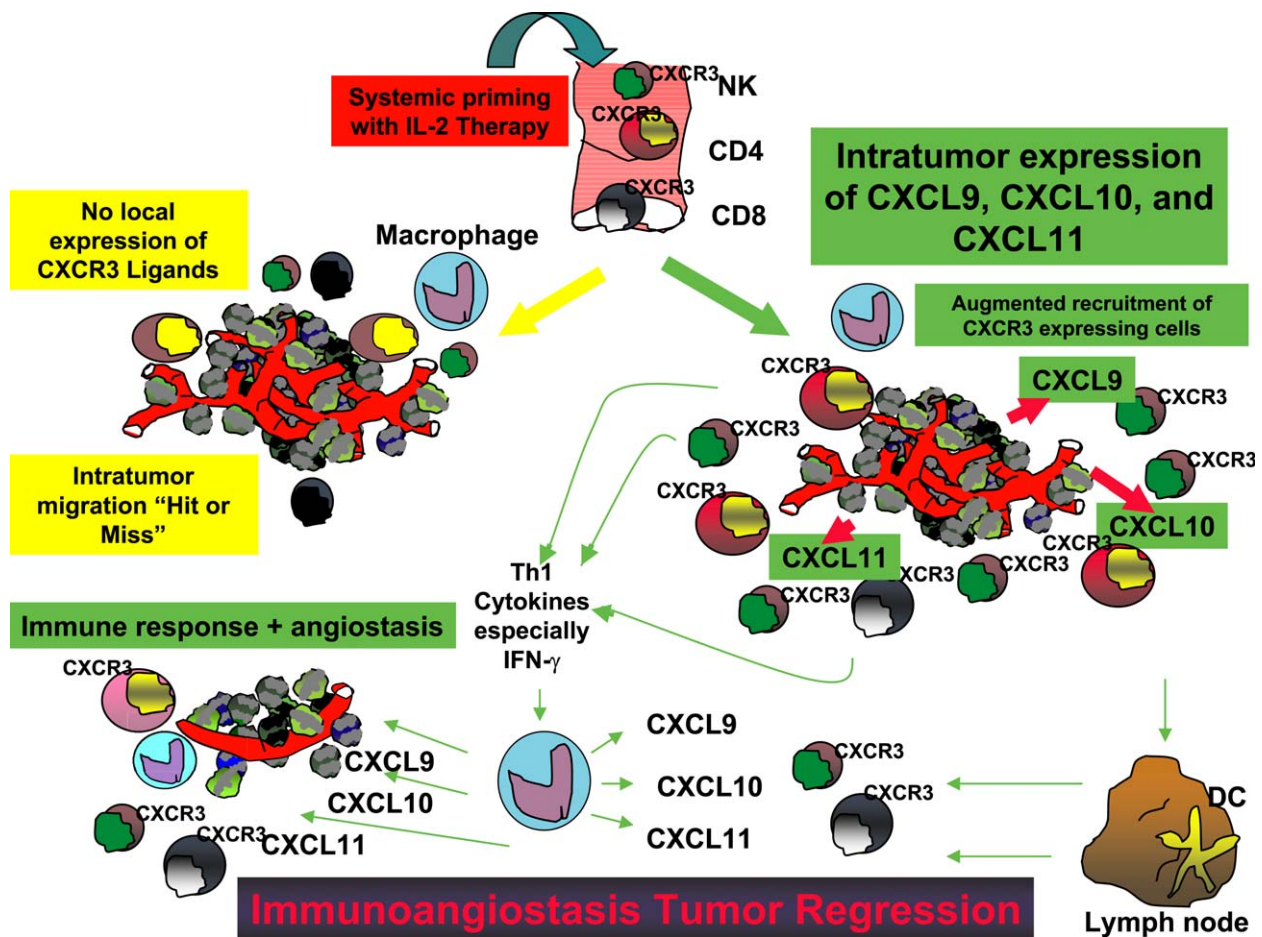 Systemic priming
with IL-2 Therapy
CXCR3
NK
CXCR3
CD4
CXCR3
CD8
No local
expression of
CXCR3 Ligands
Macrophage
Intratumor
migration “Hit or
Miss”
Intratumor expression
of CXCL9, CXCL10, and
CXCL11
Augmented recruitment of
CXCR3 expressing cells
CXCR3
CXCL9
CXCR3
CXCR3
CXCR3
CXCR3
CXCL10
CXCR3
CXCL11
CXCR3
CXCR3
CXCR3
Th1
Cytokines
especially
IFN-γ
Immune response + angiostasis
CXCR3
CXCL9
CXCL10
CXCL11
CXCR3
CXCR3
CXCL9
CXCL10
CXCL11
CXCR3
CXCR3
DC
Lymph node
Immunoangiostasis Tumor Regression